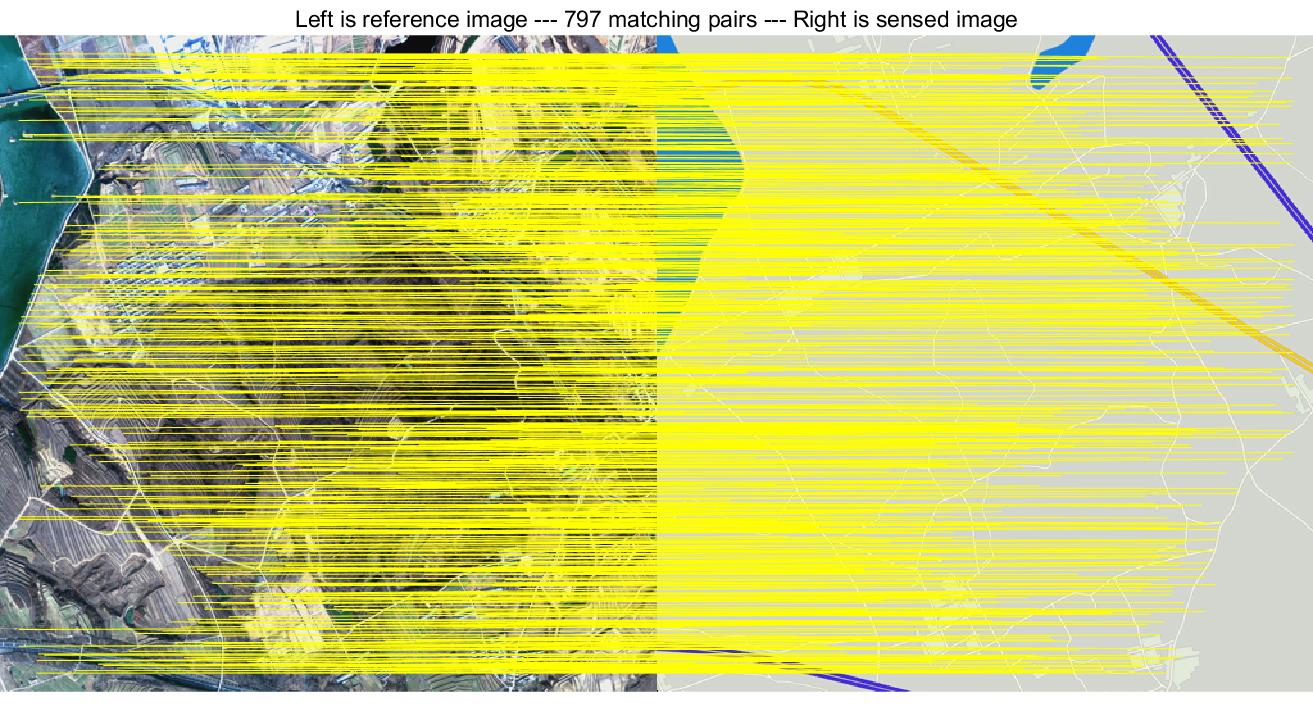 Left is reference image --- 797 matching pairs --- Right is sensed image